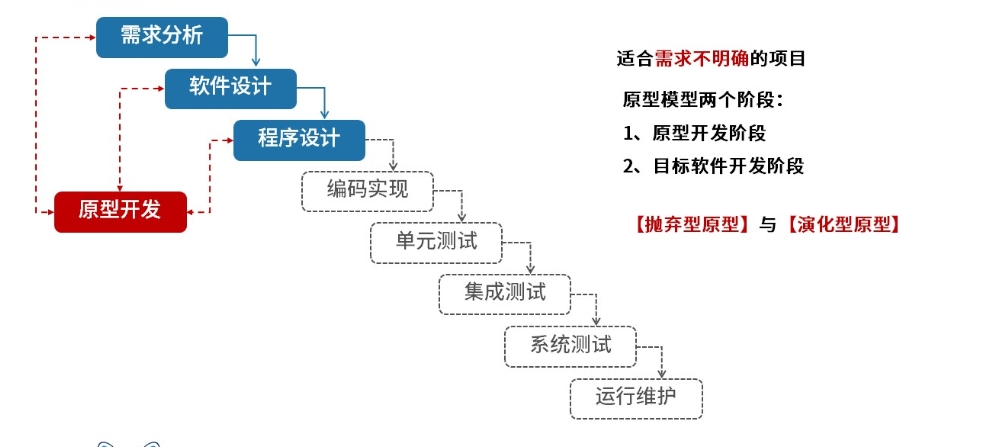 需求分析
软件设计
程序设计
原型开发
编码实现
单元测试
集成测试
系统测试
运行维护
适合需求不明确的项目
原型模型两个阶段：
1、原型开发阶段
2、目标软件开发阶段
【抛弃型原型】与【演化型原型】